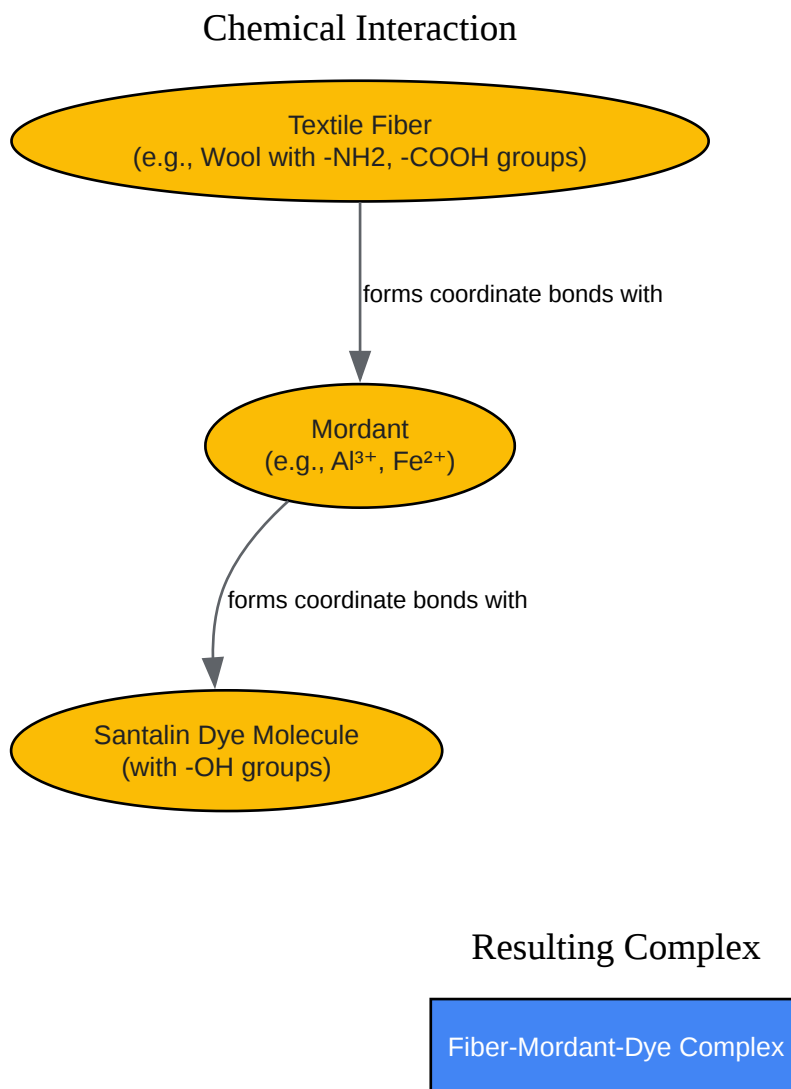 Chemical Interaction
Textile Fiber
(e.g., Wool with -NH2, -COOH groups)
forms coordinate bonds with
Mordant
(e.g., Al³⁺, Fe²⁺)
forms coordinate bonds with
Santalin Dye Molecule
(with -OH groups)
Resulting Complex
Fiber-Mordant-Dye Complex